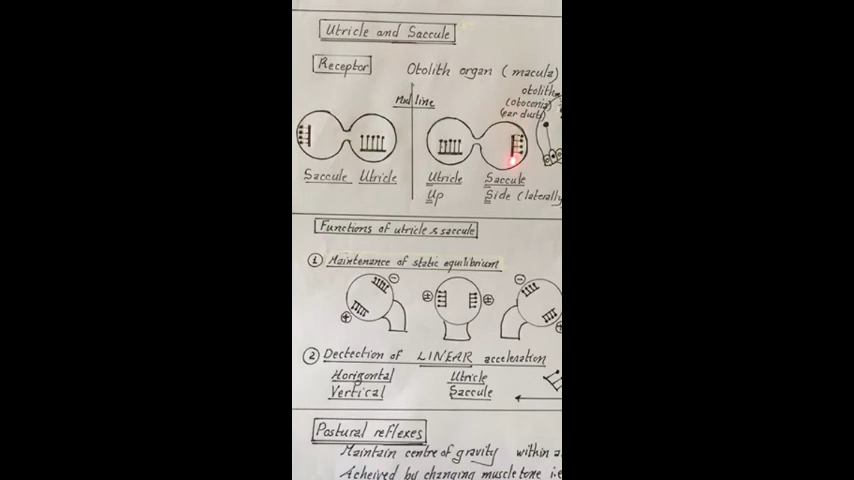 Utricle and Saccule
Receptor
Otolith organ (macula)
otolith
(otoconia)
(ear dust)
Mid line
Saccule Utricle
Utricle Saccule
Up Side (laterally
Functions of utricle & saccule
① Maintenance of static equilibrium
− ± ± −
+ +
② Dectection of LINEAR acceleration
Horizontal Utricle
Vertical Saccule
Postural reflexes
Maintain centre of gravity within a
Acheived by changing muscle tone i.e